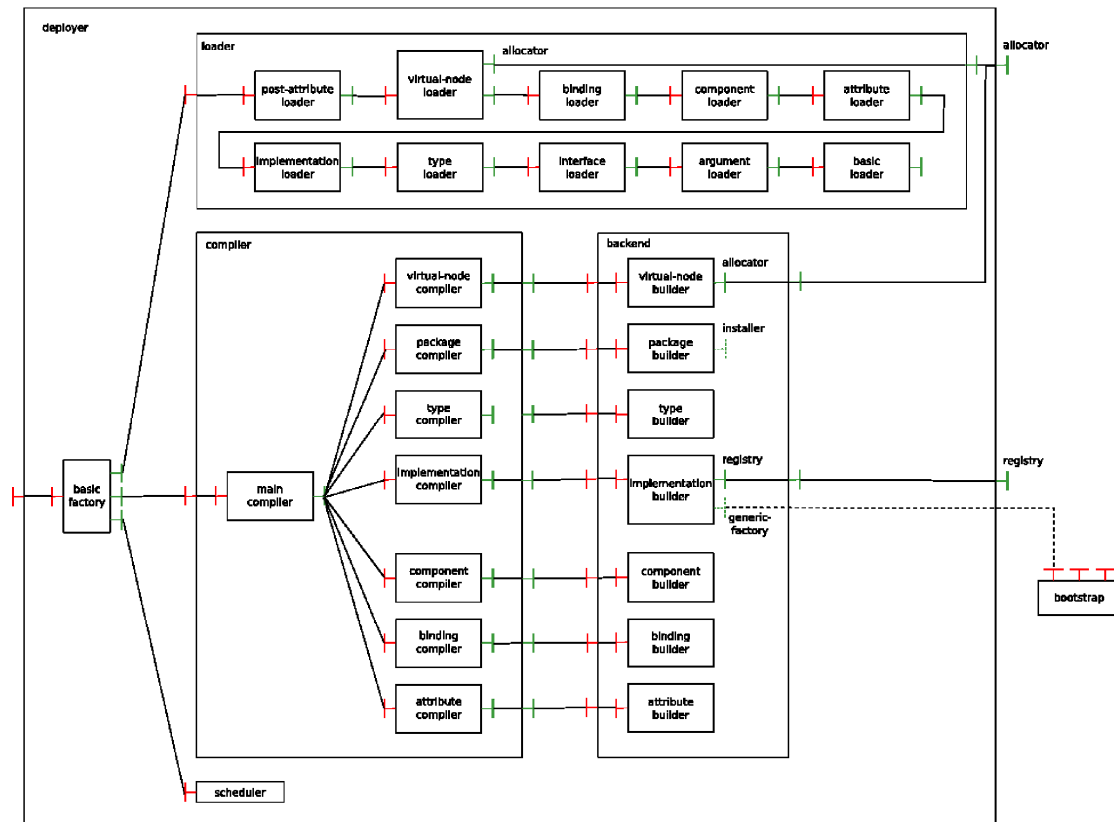 deployer
loader
allocator
allocator
post-attribute
loader
virtual-node
loader
binding
loader
component
loader
attribute
loader
implementation
loader
type
loader
interface
loader
argument
loader
basic
loader
compiler
backend
virtual-node
compiler
allocator
virtual-node
builder
package
compiler
installer
package
builder
type
compiler
type
builder
basic
factory
main
compiler
implementation
compiler
registry
implementation
builder
generic-
factory
registry
component
compiler
component
builder
bootstrap
binding
compiler
binding
builder
attribute
compiler
attribute
builder
scheduler